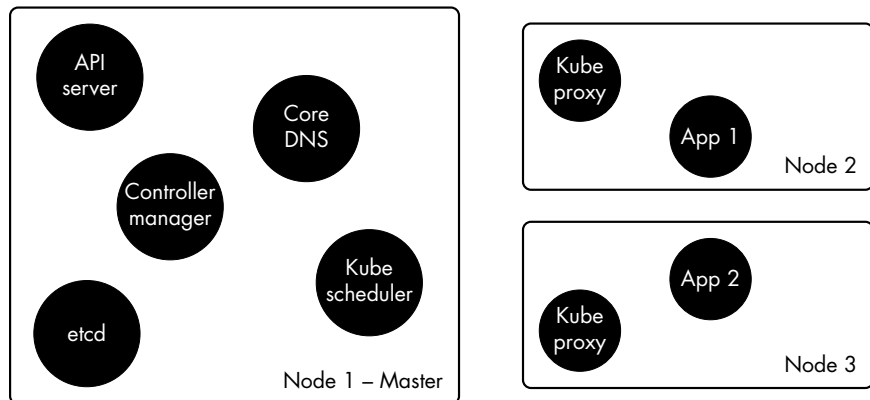 API
server
Core
DNS
Controller
manager
Kube
scheduler
etcd
Node 1 – Master
Kube
proxy
App 1
Node 2
App 2
Kube
proxy
Node 3